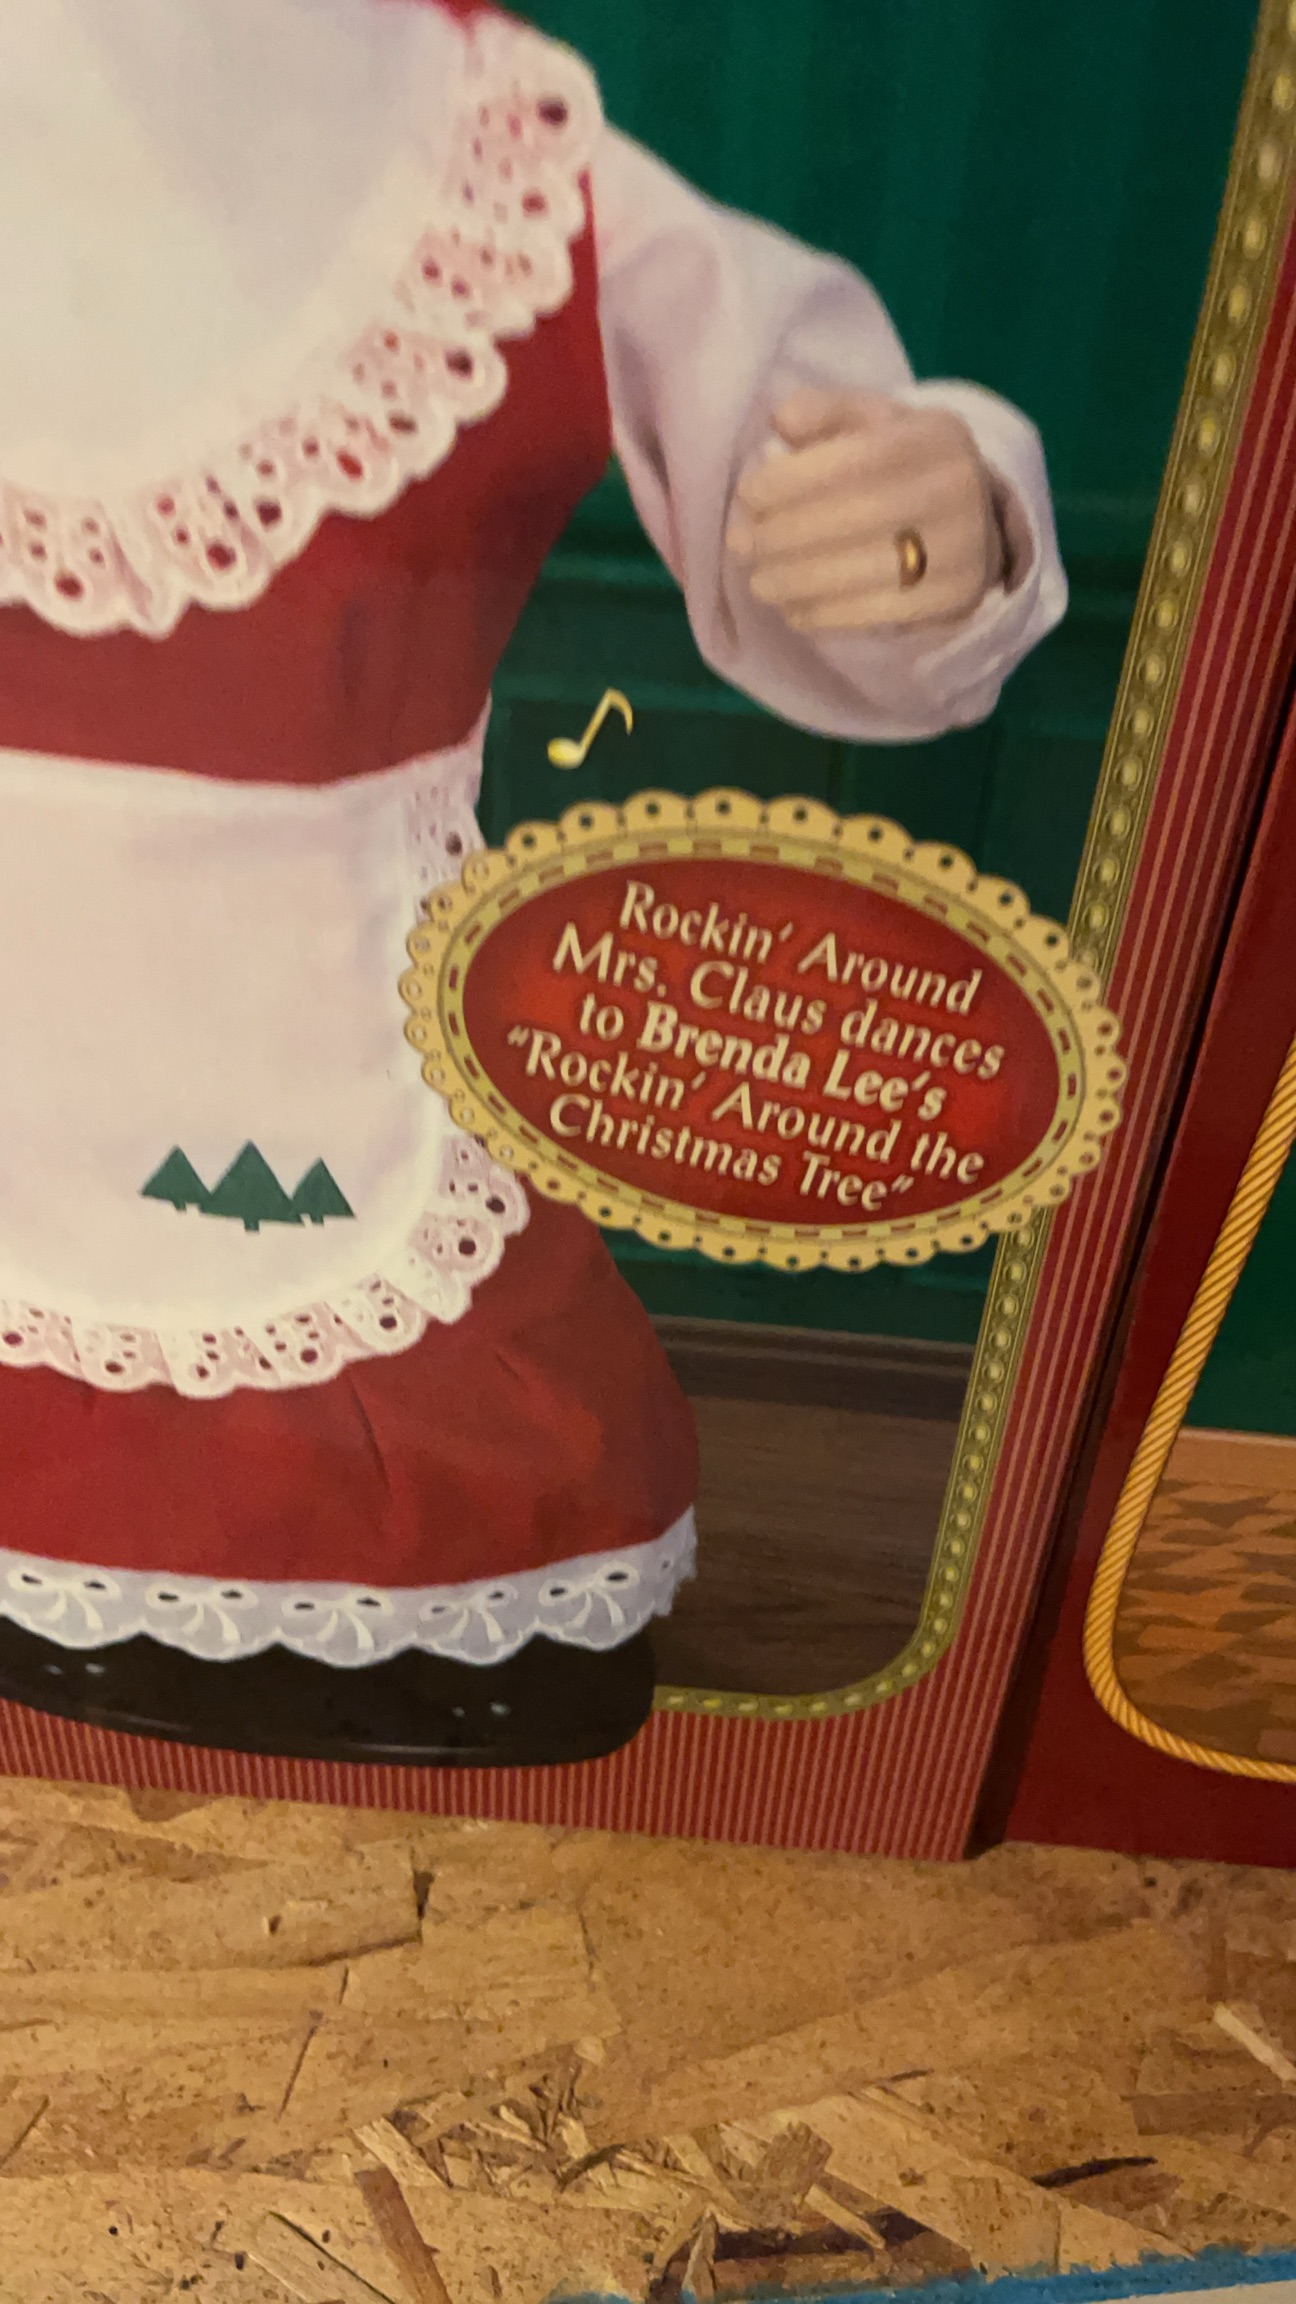 Rockin' Around
Mrs. Claus dances
to Brenda Lee's
"Rockin' Around the
Christmas Tree"